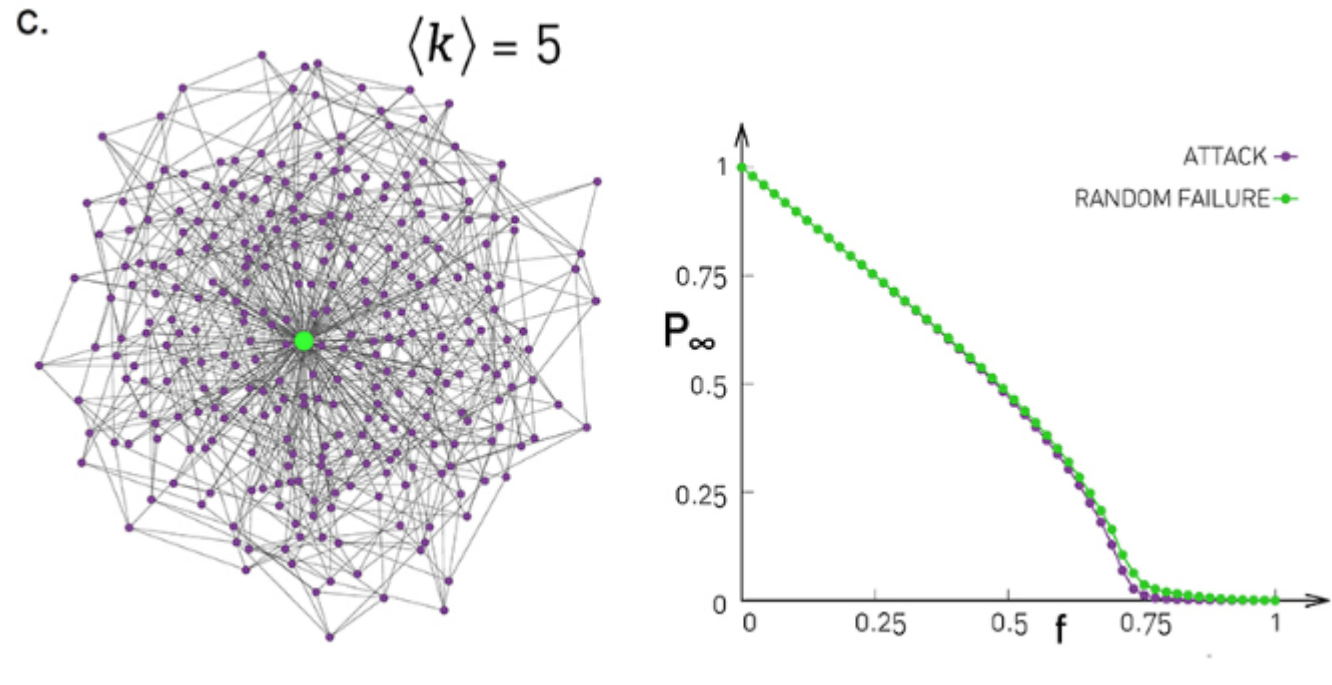 c.
⟨k⟩ = 5
ATTACK
RANDOM FAILURE
1
0.75
P∞
0.5
0.25
0
0
0.25
0.5
f
0.75
1